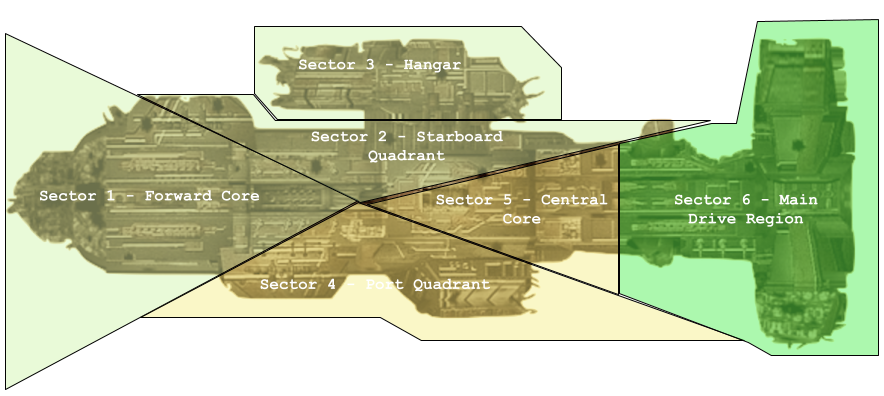 Sector 3 - Hangar
Sector 2 - Starboard
Quadrant
Sector 1 - Forward Core
Sector 5 - Central
Core
Sector 6 - Main
Drive Region
Sector 4 - Port Quadrant